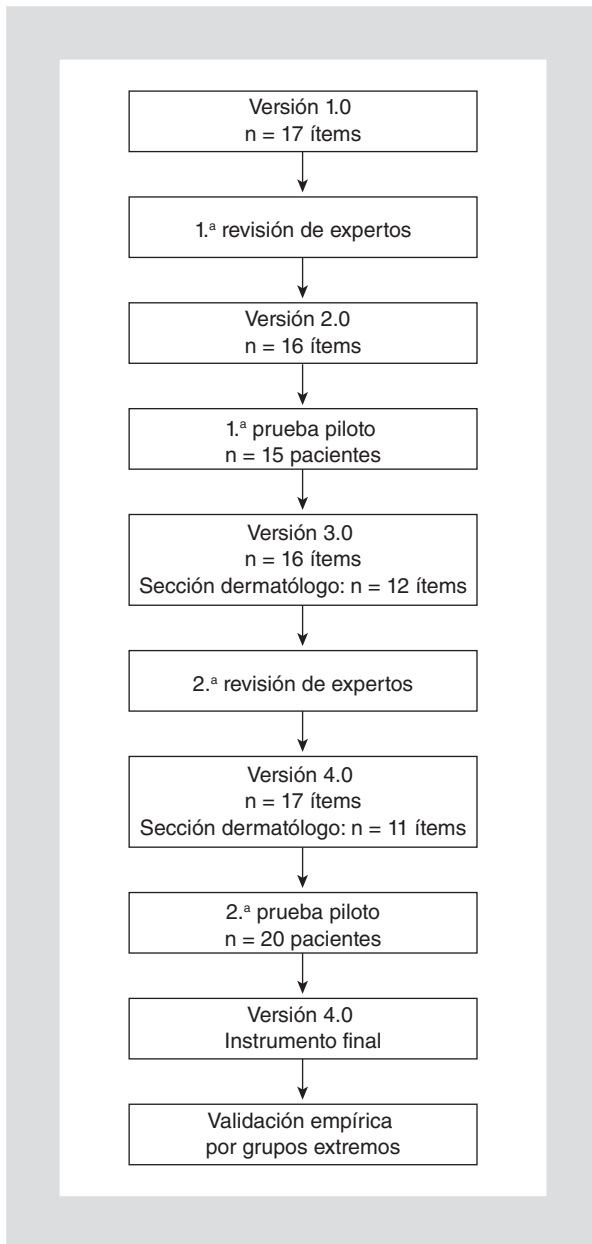 Versión 1.0
n = 17 ítems
1.ª revisión de expertos
Versión 2.0
n = 16 ítems
1.ª prueba piloto
n = 15 pacientes
Versión 3.0
n = 16 ítems
Sección dermatólogo: n = 12 ítems
2.ª revisión de expertos
Versión 4.0
n = 17 ítems
Sección dermatólogo: n = 11 ítems
2.ª prueba piloto
n = 20 pacientes
Versión 4.0
Instrumento final
Validación empírica
por grupos extremos